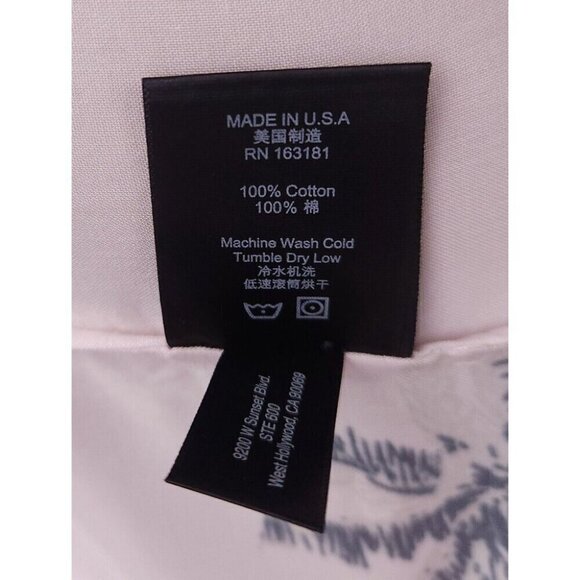 MADE IN U.S.A
美国制造
RN 163181
100% Cotton
100% 棉
Machine Wash Cold
Tumble Dry Low
冷水机洗
低速滚筒烘干
9200 W Sunset Blvd.
STE 600
West Hollywood, CA 90069